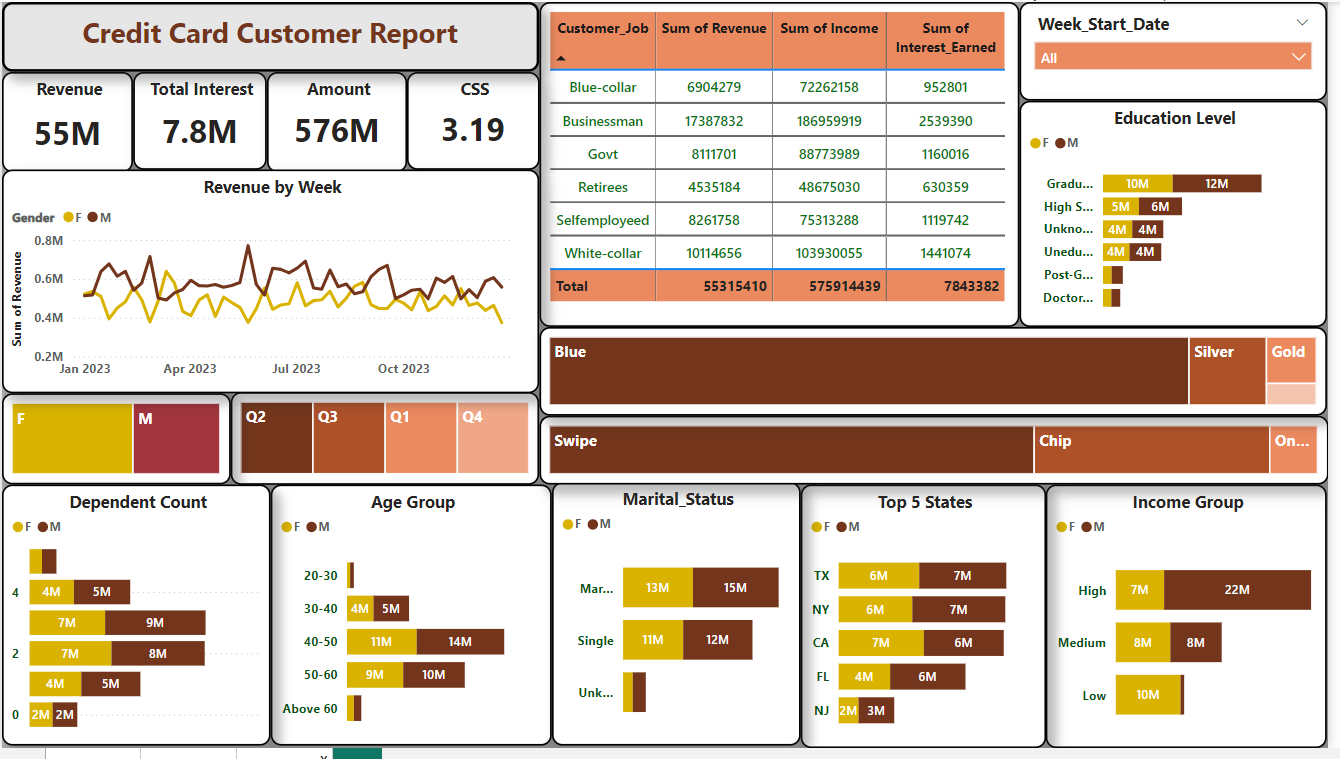 Credit Card Customer Report
Revenue
55M
Total Interest
7.8M
Amount
576M
CSS
3.19
Customer_Job Sum of Revenue Sum of Income Sum of Interest_Earned
Blue-collar 6904279 72262158 952801
Businessman 17387832 186959919 2539390
Govt 8111701 88773989 1160016
Retirees 4535184 48675030 630359
Selfemployeed 8261758 75313288 1119742
White-collar 10114656 103930055 1441074
Total 55315410 575914439 7843382
Week_Start_Date
All
Education Level
F M
Gradu... 10M 12M
High S... 5M 6M
Unkno... 4M 4M
Unedu... 4M 4M
Post-G...
Doctor...
Revenue by Week
Gender F M
Sum of Revenue
0.8M
0.6M
0.4M
0.2M
Jan 2023 Apr 2023 Jul 2023 Oct 2023
Blue Silver Gold
F M
Q2 Q3 Q1 Q4
Swipe Chip On...
Dependent Count
F M
4 4M 5M
7M 9M
2 7M 8M
4M 5M
0 2M 2M
Age Group
F M
20-30
30-40 4M 5M
40-50 11M 14M
50-60 9M 10M
Above 60
Marital_Status
F M
Mar... 13M 15M
Single 11M 12M
Unk...
Top 5 States
F M
TX 6M 7M
NY 6M 7M
CA 7M 6M
FL 4M 6M
NJ 2M 3M
Income Group
F M
High 7M 22M
Medium 8M 8M
Low 10M